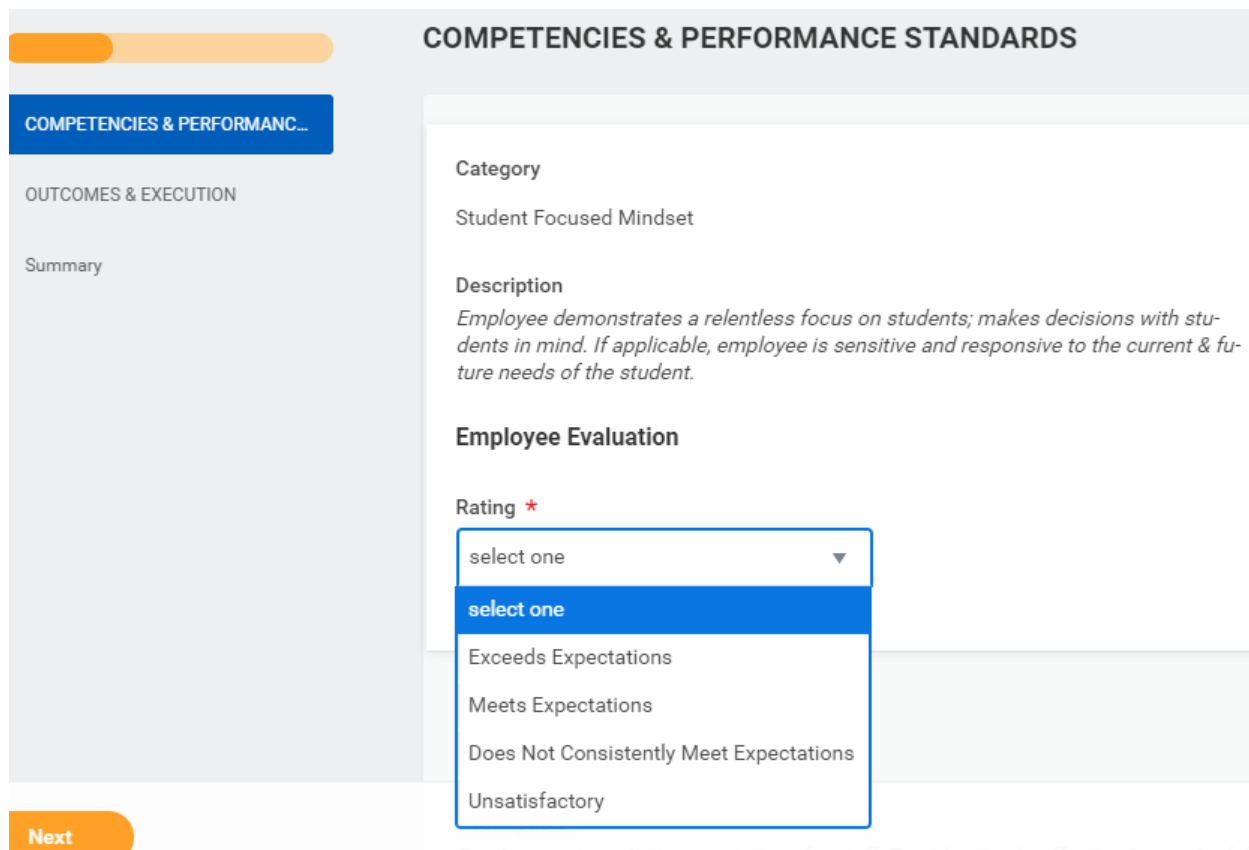 COMPETENCIES & PERFORMANCE STANDARDS
COMPETENCIES & PERFORMANC...
OUTCOMES & EXECUTION
Summary
Category
Student Focused Mindset
Description
Employee demonstrates a relentless focus on students; makes decisions with stu-
dents in mind. If applicable, employee is sensitive and responsive to the current & fu-
ture needs of the student.
Employee Evaluation
Rating *
select one
select one
Exceeds Expectations
Meets Expectations
Does Not Consistently Meet Expectations
Unsatisfactory
Next